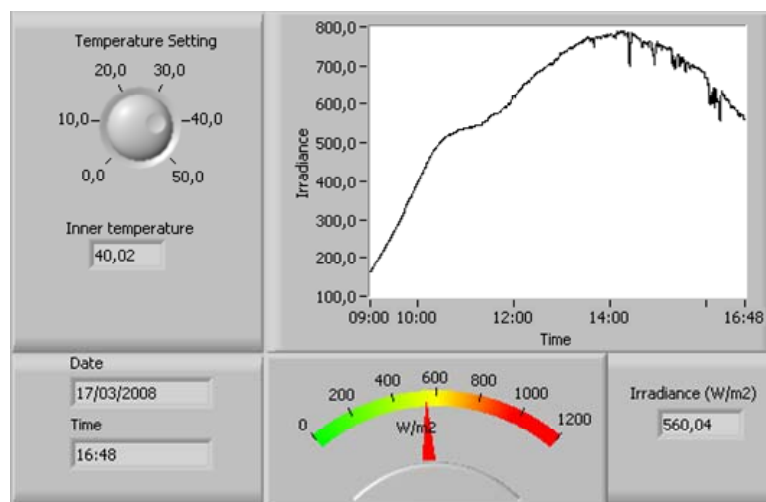 Temperature Setting
20,0 30,0
10,0 40,0
0,0 50,0
Inner temperature
40,02
800,0
700,0
600,0
500,0
400,0
300,0
200,0
100,0
Irradiance
09:00 10:00 12:00 14:00 16:48
Time
Date
17/03/2008
Time
16:48
0 200 400 600 800 1000 1200
W/m2
Irradiance (W/m2)
560,04